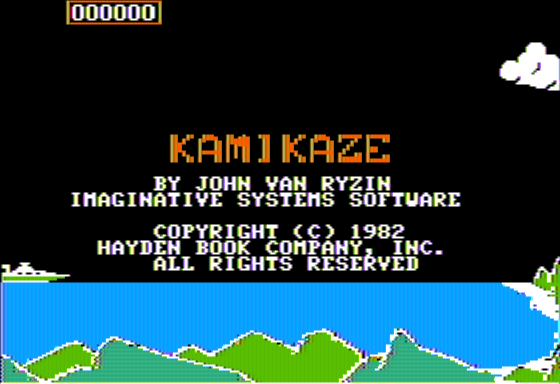 000000
KAMIKAZE
BY JOHN VAN RYZIN
IMAGINATIVE SYSTEMS SOFTWARE
COPYRIGHT (C) 1982
HAYDEN BOOK COMPANY, INC.
ALL RIGHTS RESERVED